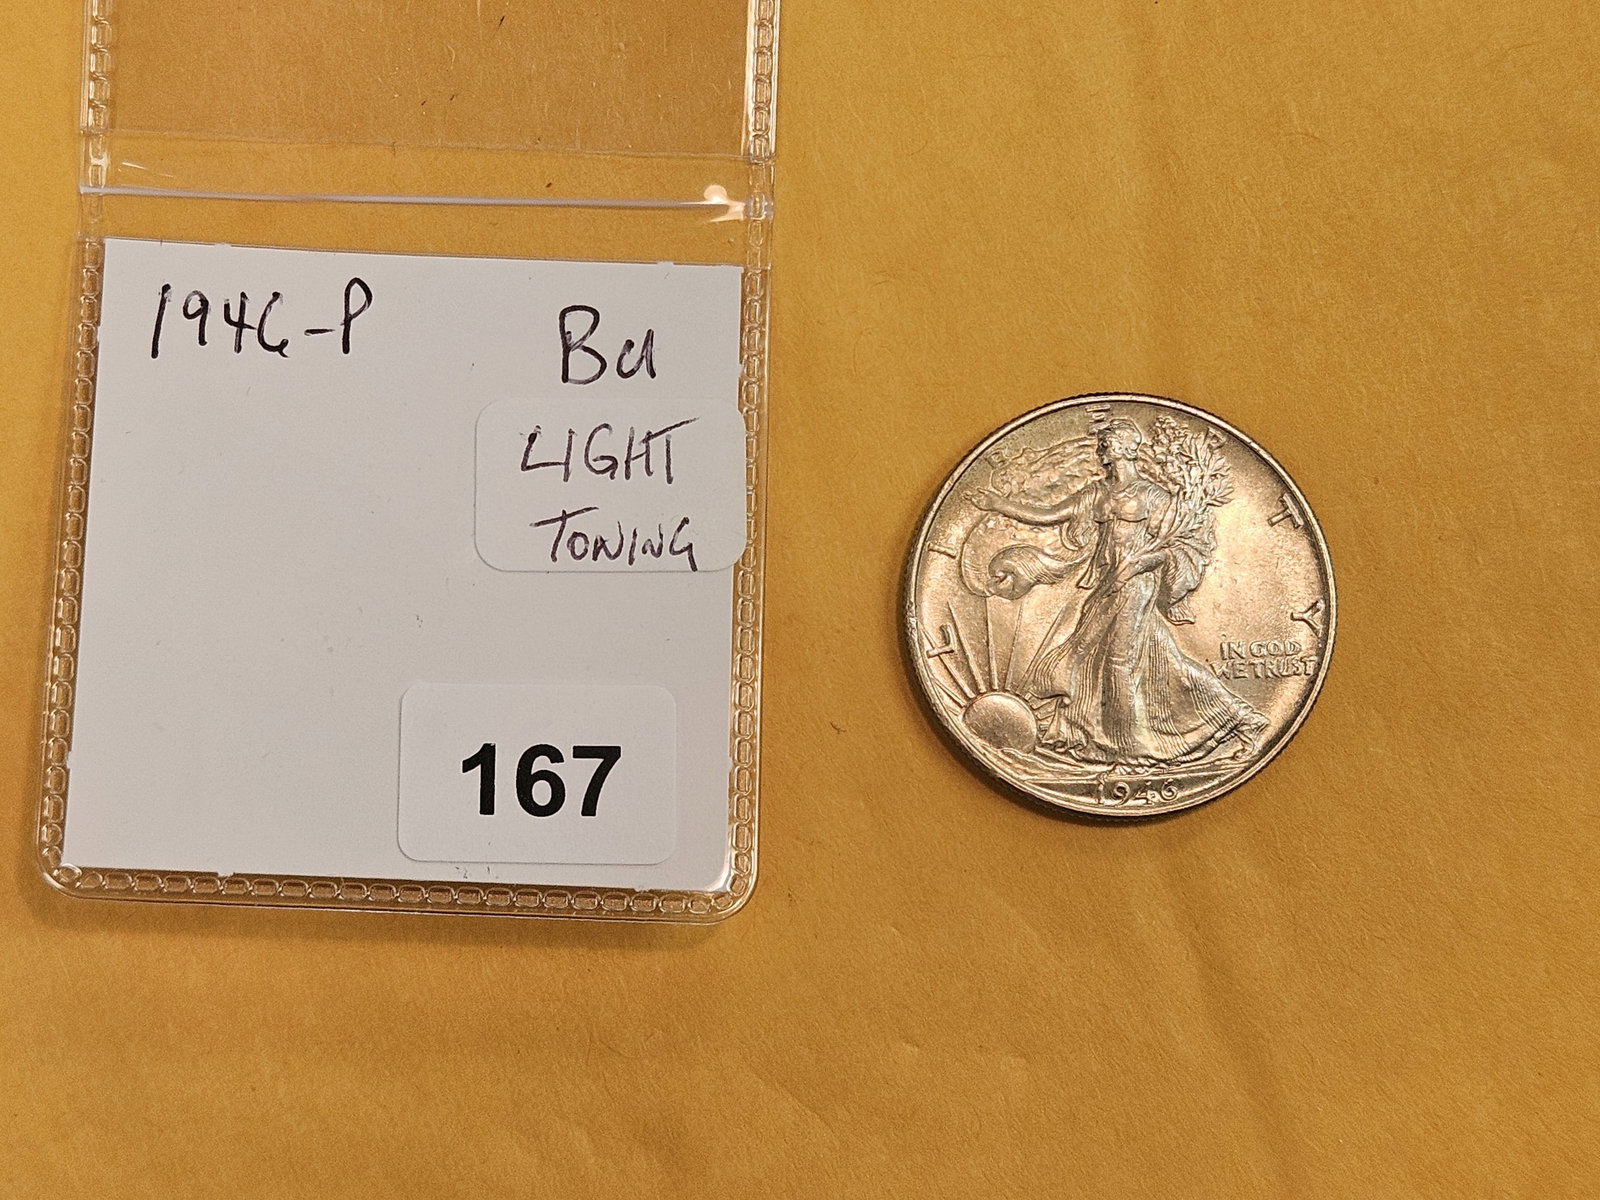 1946-P
BU
LIGHT
TONING
167
LIBERTY
IN GOD
WE TRUST
1946